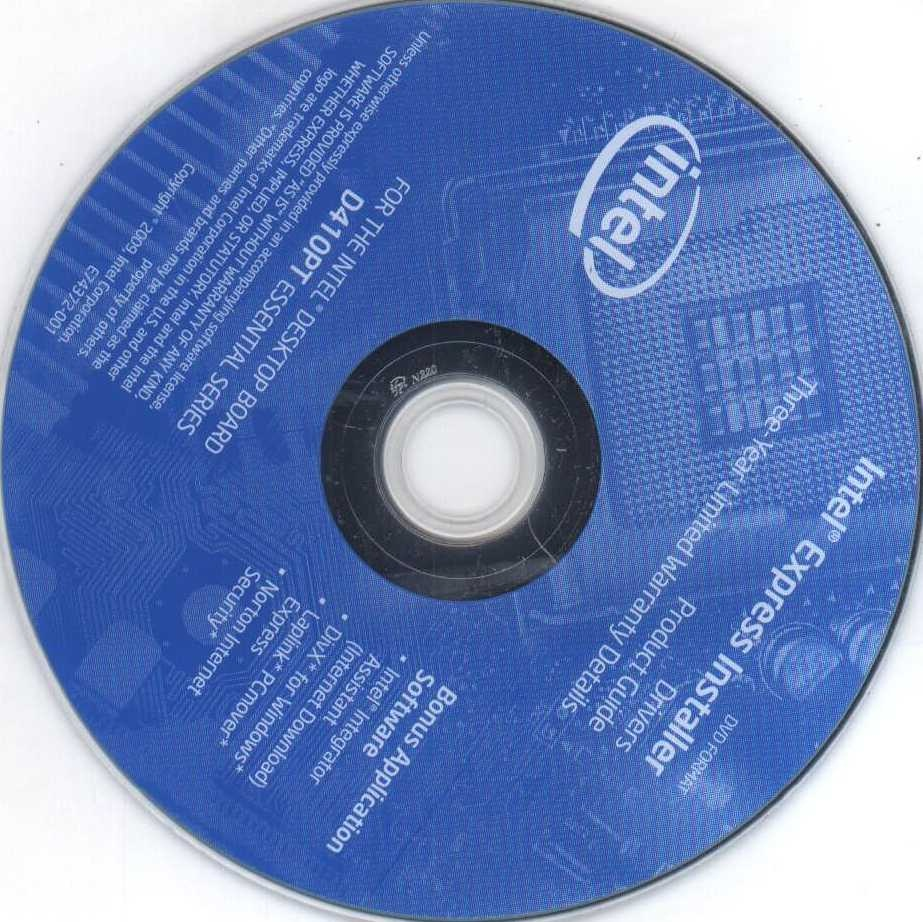 intel
Intel® Express Installer
DVD FORMAT
Drivers
Product Guide
Three Year Limited Warranty Details
Bonus Application
Software
• Intel® Integrator
Assistant
(Internet Download)
• DivX* for Windows*
• Laplink* PCmover*
Express
• Norton Internet
Security*
N220
FOR THE INTEL® DESKTOP BOARD
D410PT ESSENTIAL SERIES
Unless otherwise expressly provided in an accompanying software license,
SOFTWARE IS PROVIDED "AS IS" WITHOUT WARRANTY OF ANY KIND,
WHETHER EXPRESS, IMPLIED OR STATUTORY. Intel and the Intel
logo are trademarks of Intel Corporation in the U.S. and other
countries. *Other names and brands may be claimed as the
property of others.
Copyright © 2009 Intel Corporation.
E74372-001